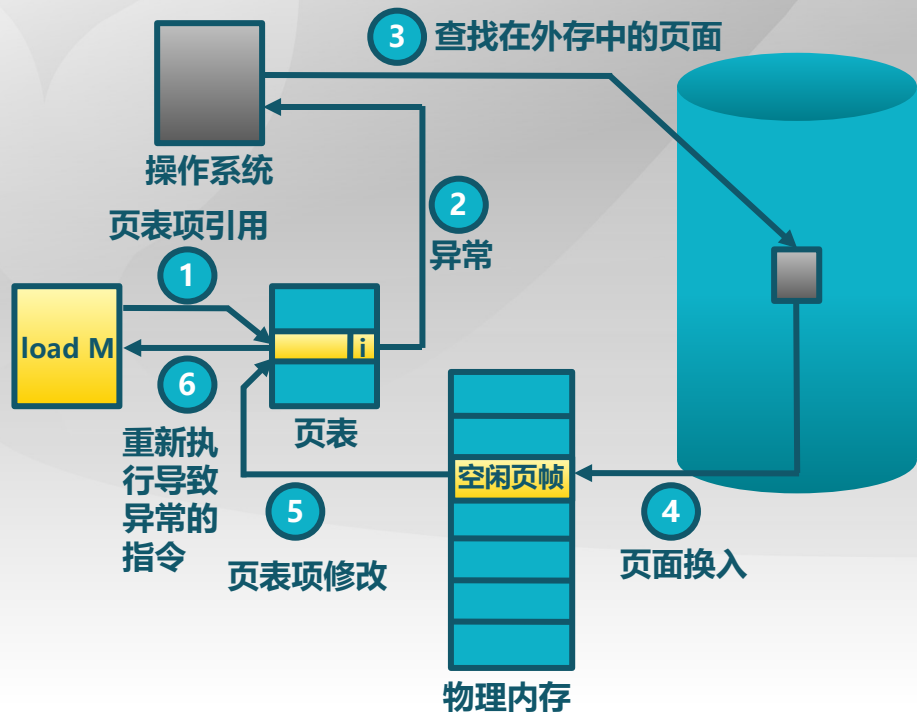 3 查找在外存中的页面
操作系统
2
异常
页表项引用
1
load M
i
6
重新执
行导致
异常的
指令
页表
空闲页帧
5
页表项修改
4
页面换入
物理内存